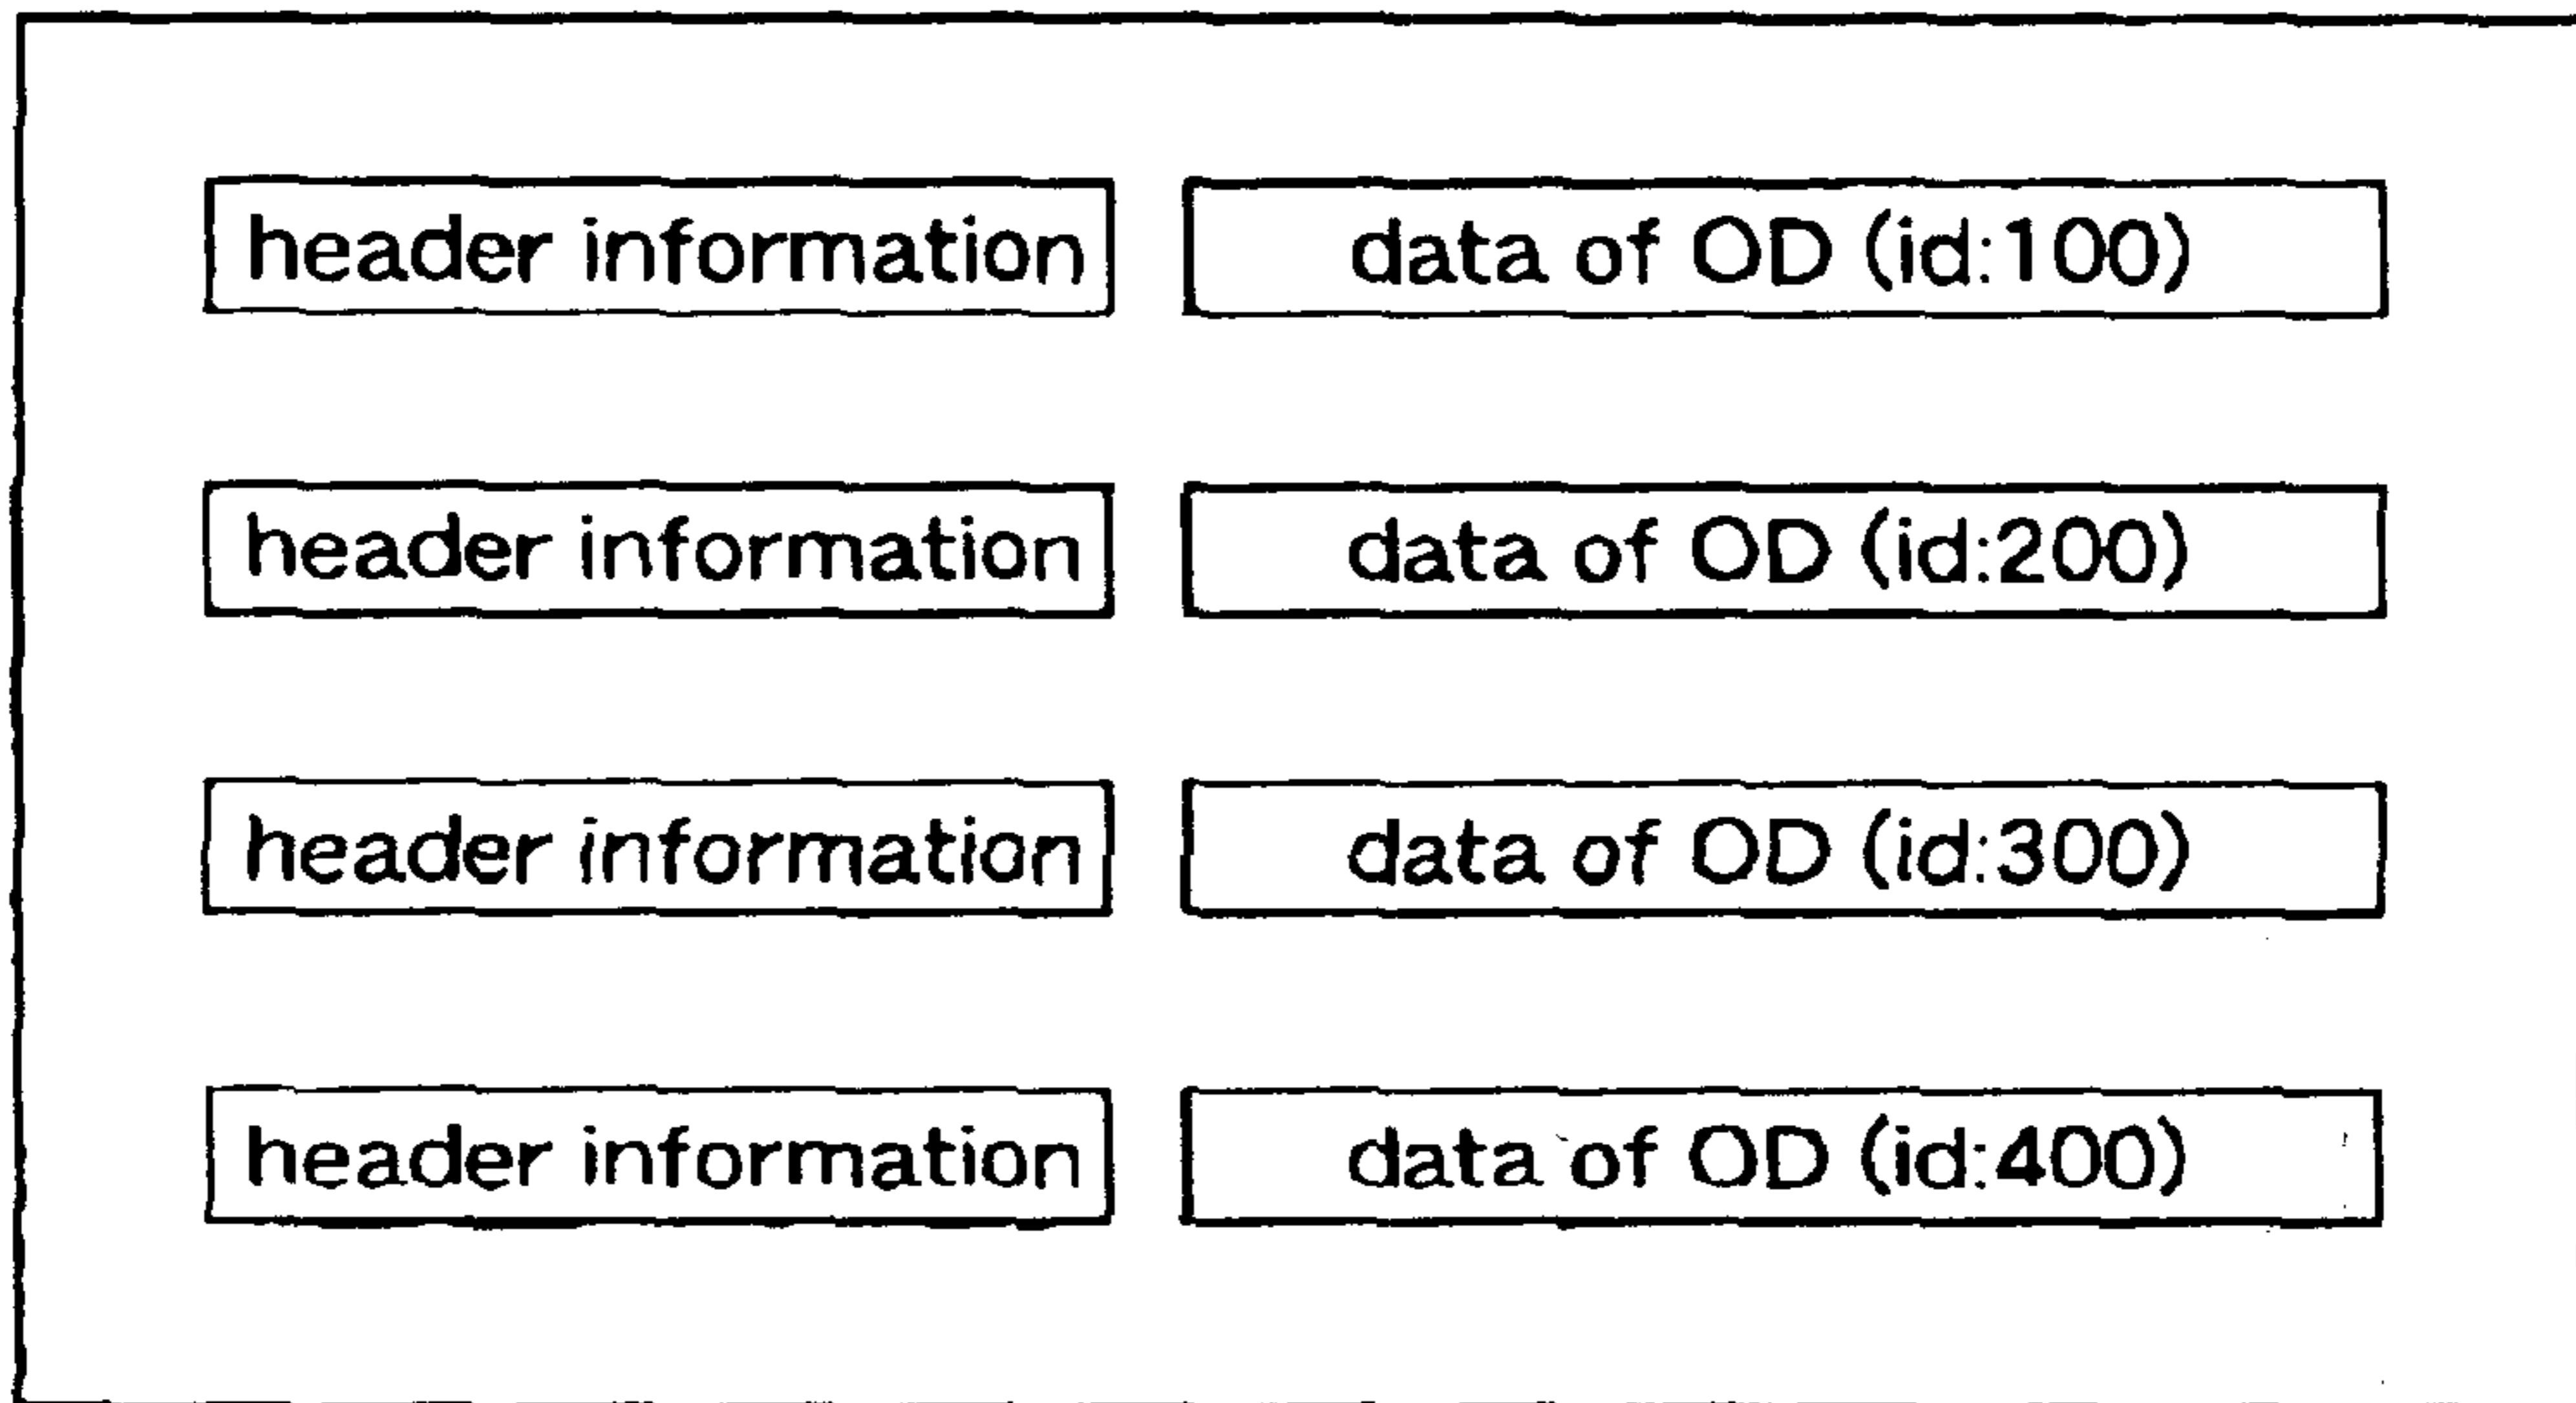 header information data of OD (id:100)
header information data of OD (id:200)
header information data of OD (id:300)
header information data of OD (id:400)